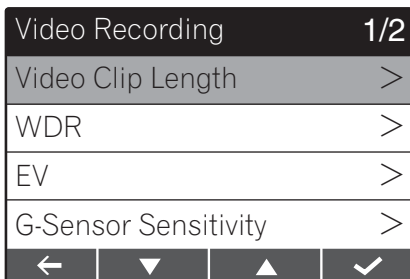 Video Recording 1/2
Video Clip Length >
WDR >
EV >
G-Sensor Sensitivity >